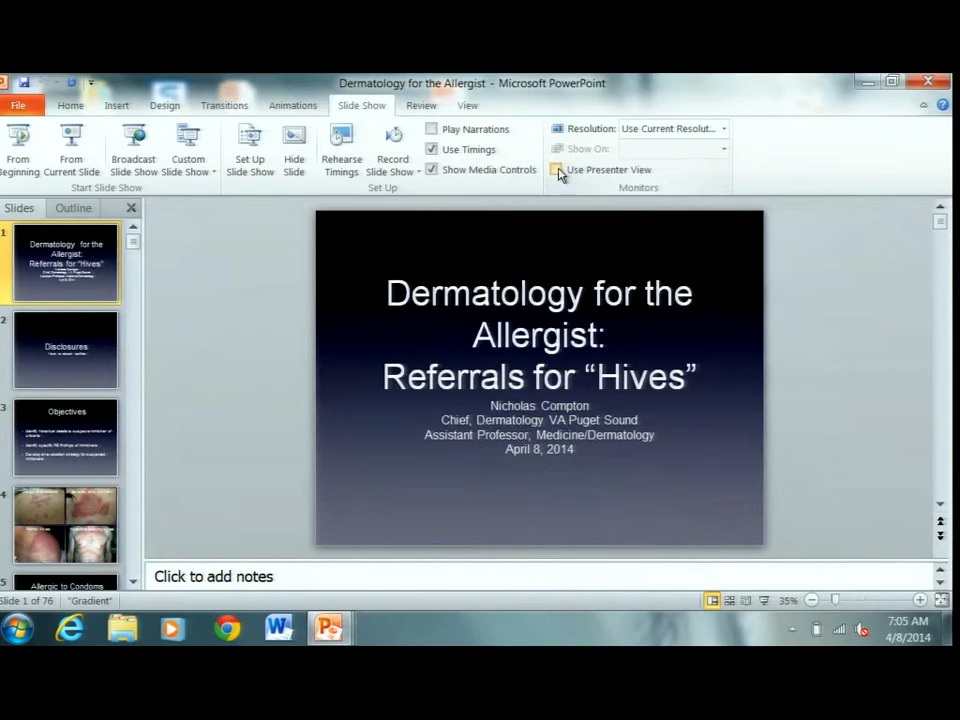 Dermatology for the Allergist - Microsoft PowerPoint
File Home Insert Design Transitions Animations Slide Show Review View
From Beginning
From Current Slide
Broadcast Slide Show
Custom Slide Show
Start Slide Show
Set Up Slide Show
Hide Slide
Rehearse Timings
Record Slide Show
Play Narrations
Use Timings
Show Media Controls
Set Up
Resolution: Use Current Resolut...
Show On:
Use Presenter View
Monitors
Slides Outline
1
Dermatology for the
Allergist:
Referrals for “Hives”
2
Disclosures
3
Objectives
4
5
Allergic to Condoms
Dermatology for the
Allergist:
Referrals for “Hives”
Nicholas Compton
Chief, Dermatology VA Puget Sound
Assistant Professor, Medicine/Dermatology
April 8, 2014
Click to add notes
Slide 1 of 76 "Gradient" 35%
7:05 AM
4/8/2014